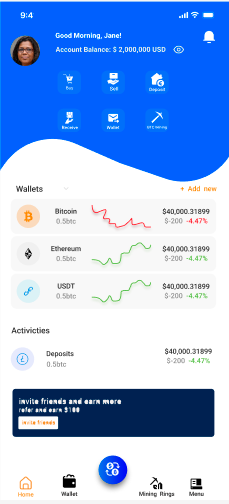 9:4
Good Morning, Jane!
Account Balance: $ 2,000,000 USD
Buy
Sell
Deposit
Receive
Wallet
Wallets
+ Add new
Bitcoin
0.5btc
$40,000.31899
$-200 -4.47%
Ethereum
0.5btc
$40,000.31899
$-200 -4.47%
USDT
0.5btc
$40,000.31899
$-200 -4.47%
Activicties
Deposits
0.5btc
$40,000.31899
$-200 -4.47%
invite friends and earn more
refer and earn $100
invite friends
Home
Wallet
Mining Rings
Menu